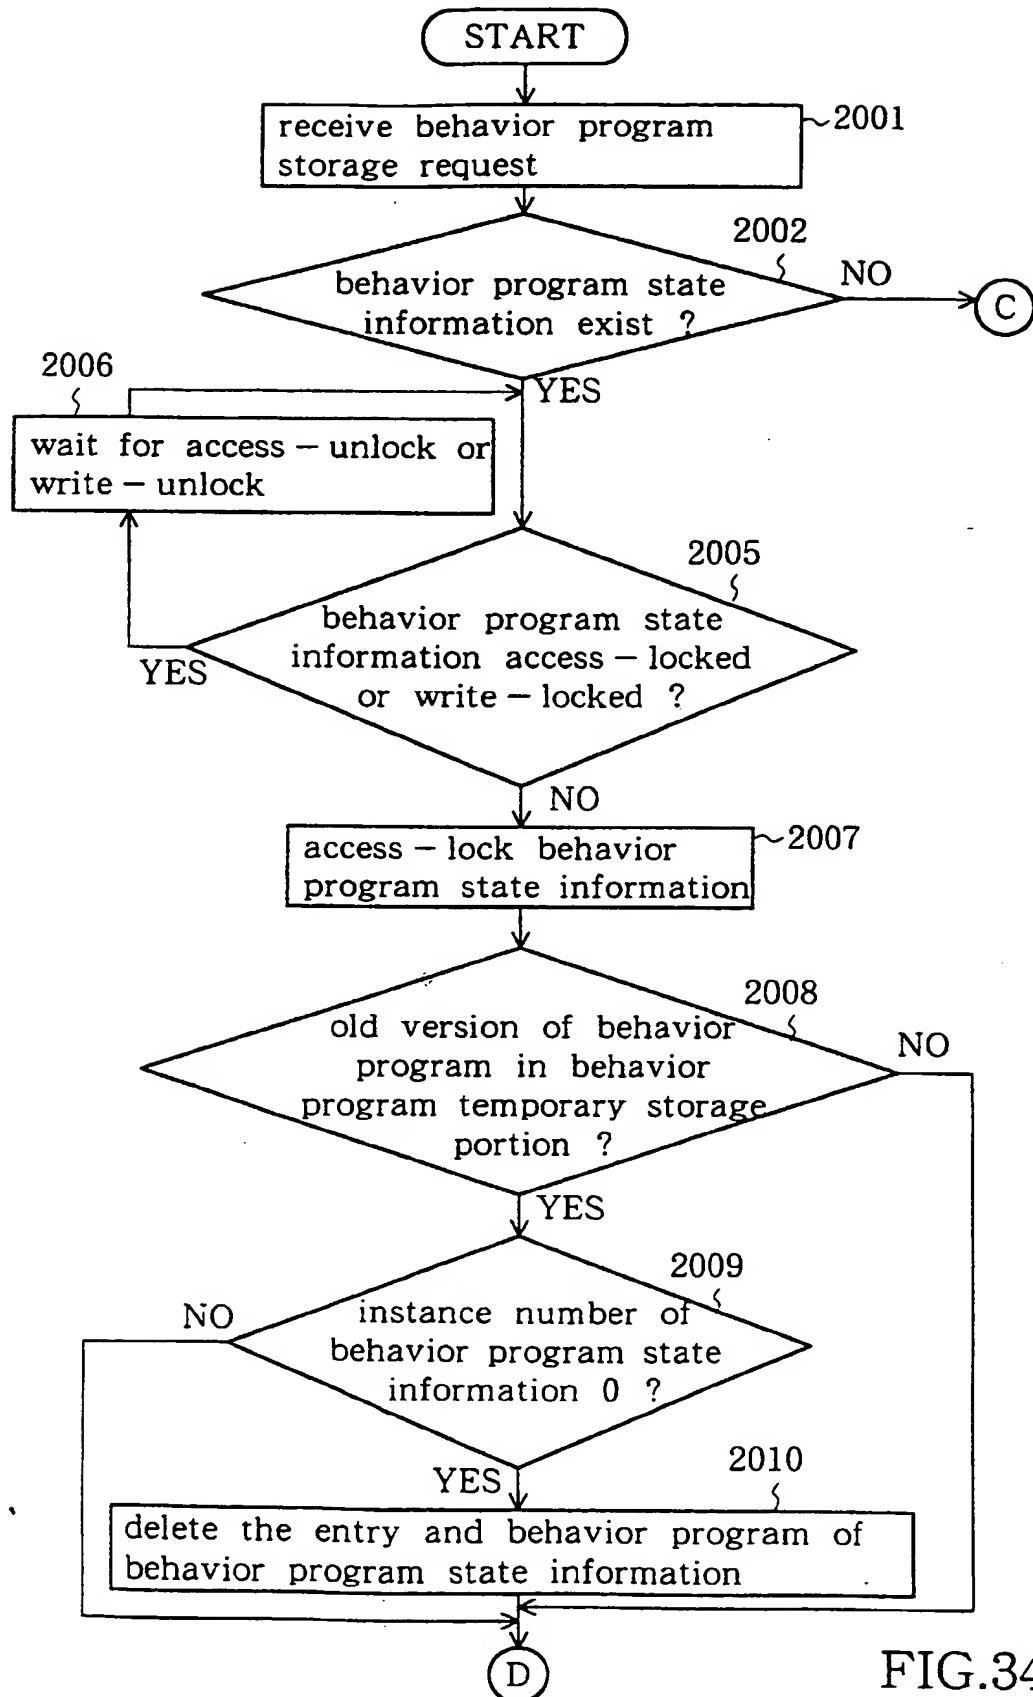 START
receive behavior program
storage request
2001
2002
behavior program state
information exist ?
NO
C
YES
2006
wait for access – unlock or
write – unlock
2005
behavior program state
information access – locked
or write – locked ?
YES
NO
2007
access – lock behavior
program state information
2008
old version of behavior
program in behavior
program temporary storage
portion ?
NO
YES
2009
instance number of
behavior program state
information 0 ?
NO
YES
2010
delete the entry and behavior program of
behavior program state information
D
FIG.34